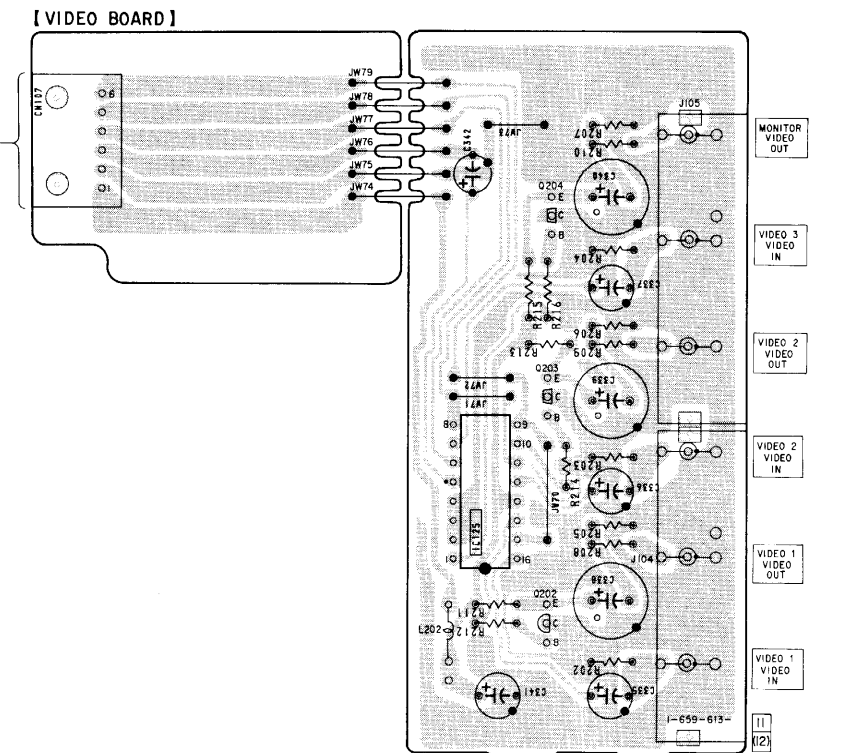 【VIDEO BOARD】
CN107
6
1
JW79
JW78
JW77
JW76
JW75
JW74
C342
JW73
R207
R210
J105
MONITOR
VIDEO
OUT
Q204
E
C
B
C340
VIDEO 3
VIDEO
IN
R204
C337
R215
R216
R206
R213
R209
VIDEO 2
VIDEO
OUT
Q203
E
C
B
C339
JW72
JW71
8
9
10
R203
R214
C336
JW70
VIDEO 2
VIDEO
IN
IC125
1
16
R205
R208
J104
VIDEO 1
VIDEO
OUT
Q202
E
C
B
C338
R211
R212
E202
R202
VIDEO 1
VIDEO
IN
C341
C335
1-659-613-
11
(12)